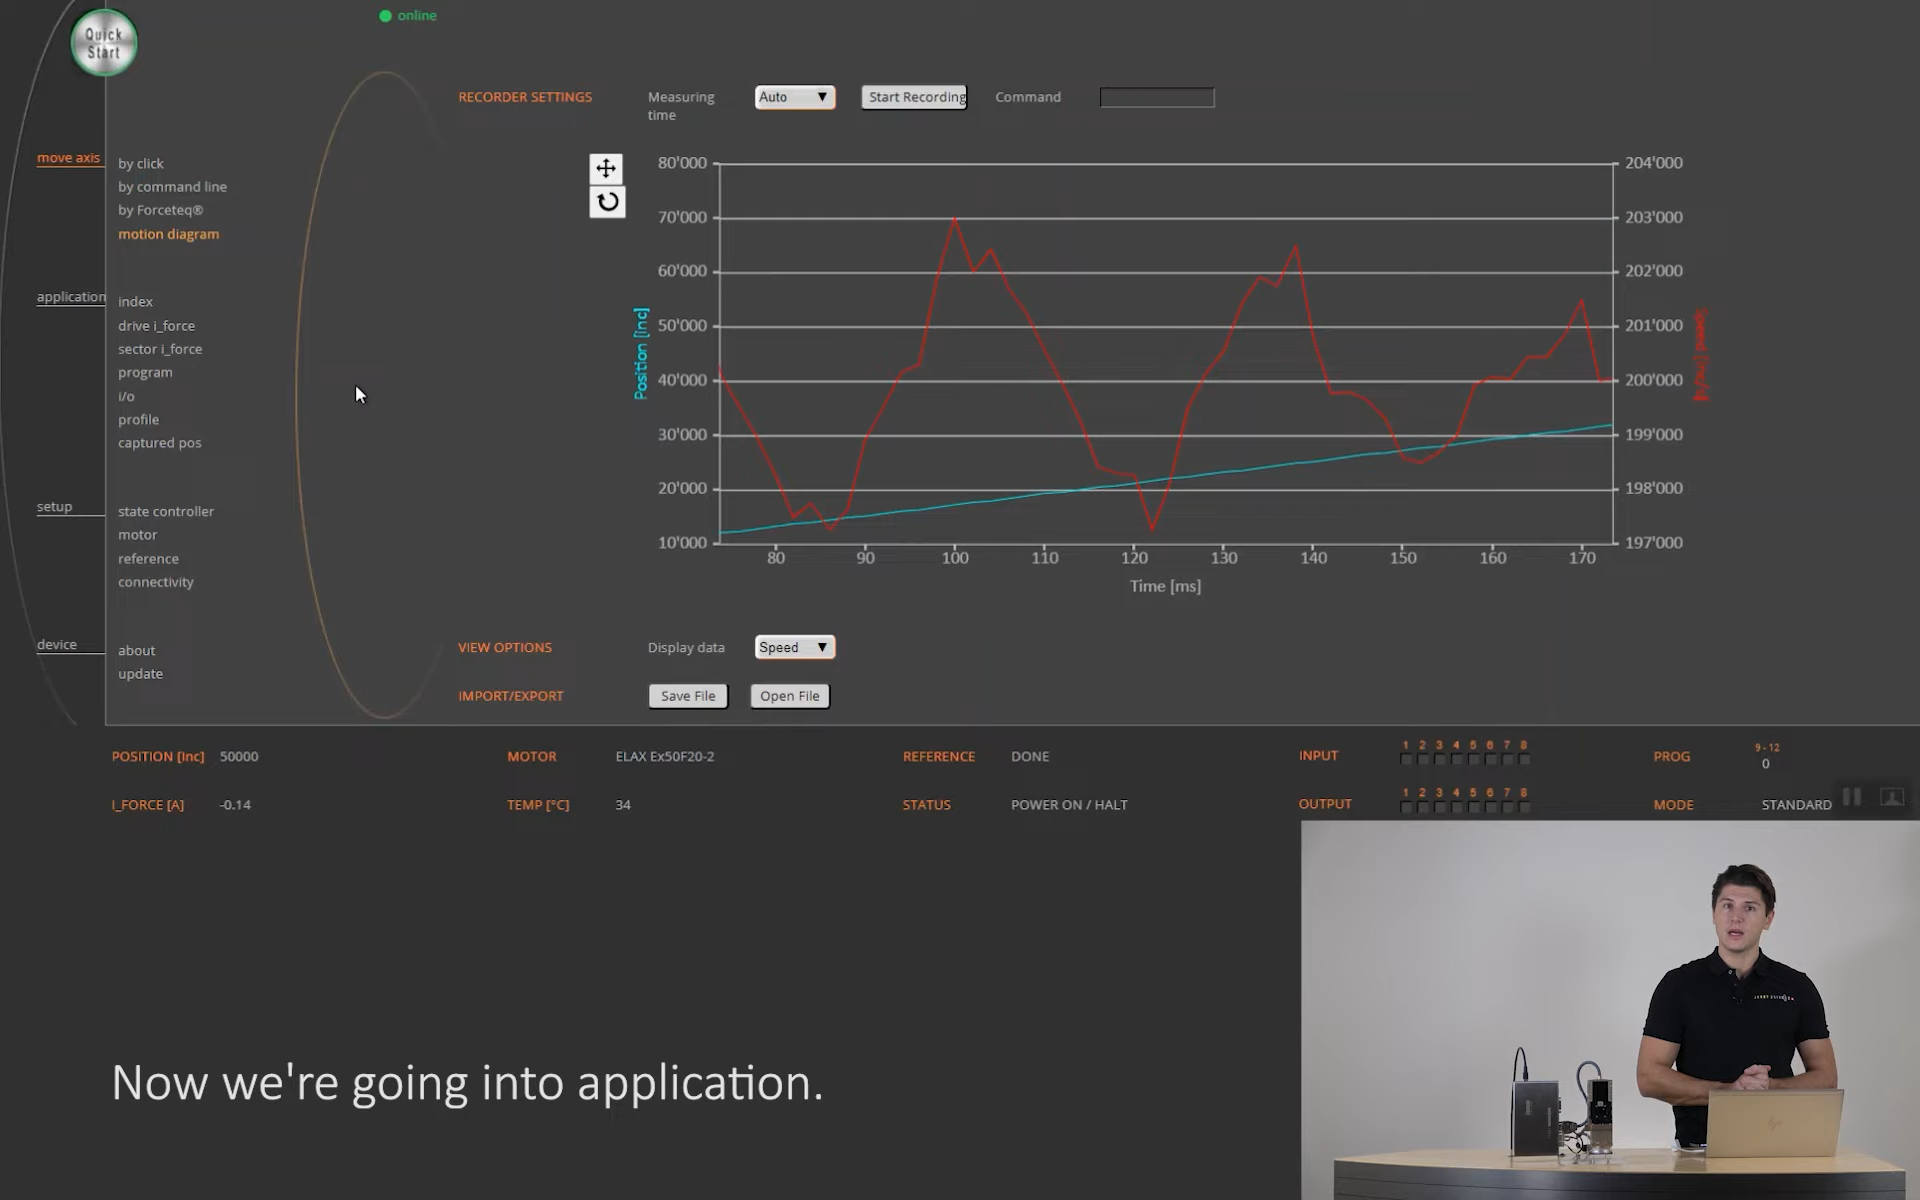 Quick
Start
online
RECORDER SETTINGS
Measuring
time
Auto
Start Recording
Command
move axis
by click
by command line
by Forceteq®
motion diagram
application
index
drive i_force
sector i_force
program
i/o
profile
captured pos
setup
state controller
motor
reference
connectivity
device
about
update
80'000
70'000
60'000
50'000
40'000
30'000
20'000
10'000
Position [inc]
204'000
203'000
202'000
201'000
200'000
199'000
198'000
197'000
80 90 100 110 120 130 140 150 160 170
Time [ms]
VIEW OPTIONS
Display data
Speed
IMPORT/EXPORT
Save File
Open File
POSITION [Inc] 50000
MOTOR ELAX Ex50F20-2
REFERENCE DONE
INPUT 1 2 3 4 5 6 7 8
PROG 9 - 12
0
I_FORCE [A] -0.14
TEMP [°C] 34
STATUS POWER ON / HALT
OUTPUT 1 2 3 4 5 6 7 8
MODE STANDARD
Now we're going into application.